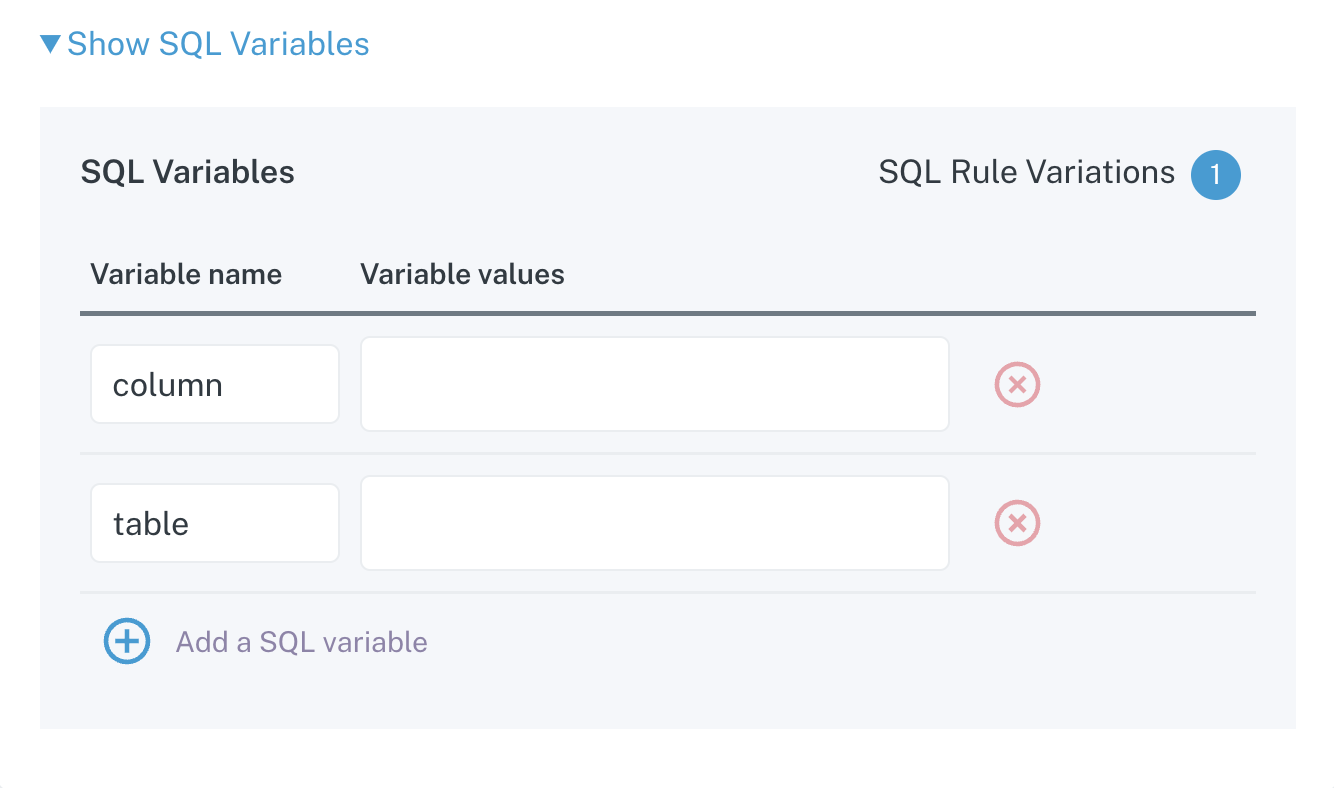 Show SQL Variables
SQL Variables
SQL Rule Variations 1
Variable name Variable values
column
table
Add a SQL variable